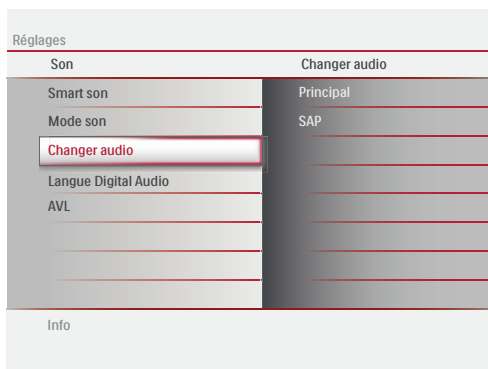 Réglages
Son Changer audio
Smart son Principal
Mode son SAP
Changer audio
Langue Digital Audio
AVL
Info